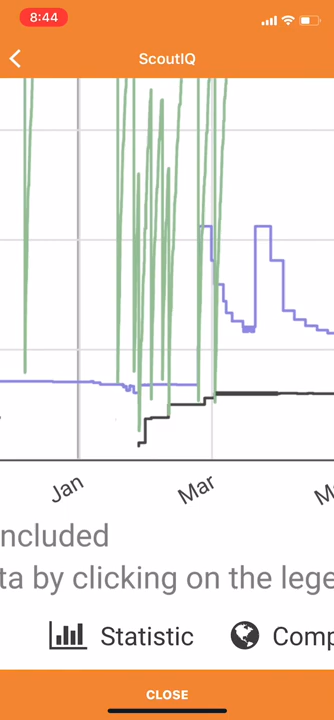 8:44
ScoutIQ
Jan
Mar
ncluded
ta by clicking on the lege
Statistic
Comp
CLOSE